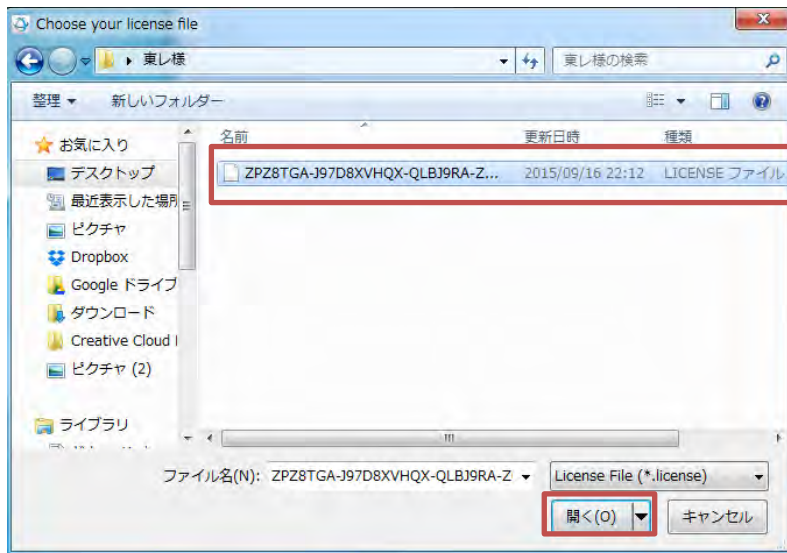 Choose your license file
東レ様
東レ様の検索
整理
新しいフォルダー
名前
更新日時
種類
お気に入り
デスクトップ
最近表示した場所
ピクチャ
Dropbox
Google ドライブ
ダウンロード
Creative Cloud
ピクチャ (2)
ライブラリ
ZPZ8TGA-J97D8XVHQX-QLBJ9RA-Z...
2015/09/16 22:12
LICENSE ファイル
ファイル名(N):
ZPZ8TGA-J97D8XVHQX-QLBJ9RA-Z
License File (*.license)
開く(O)
キャンセル